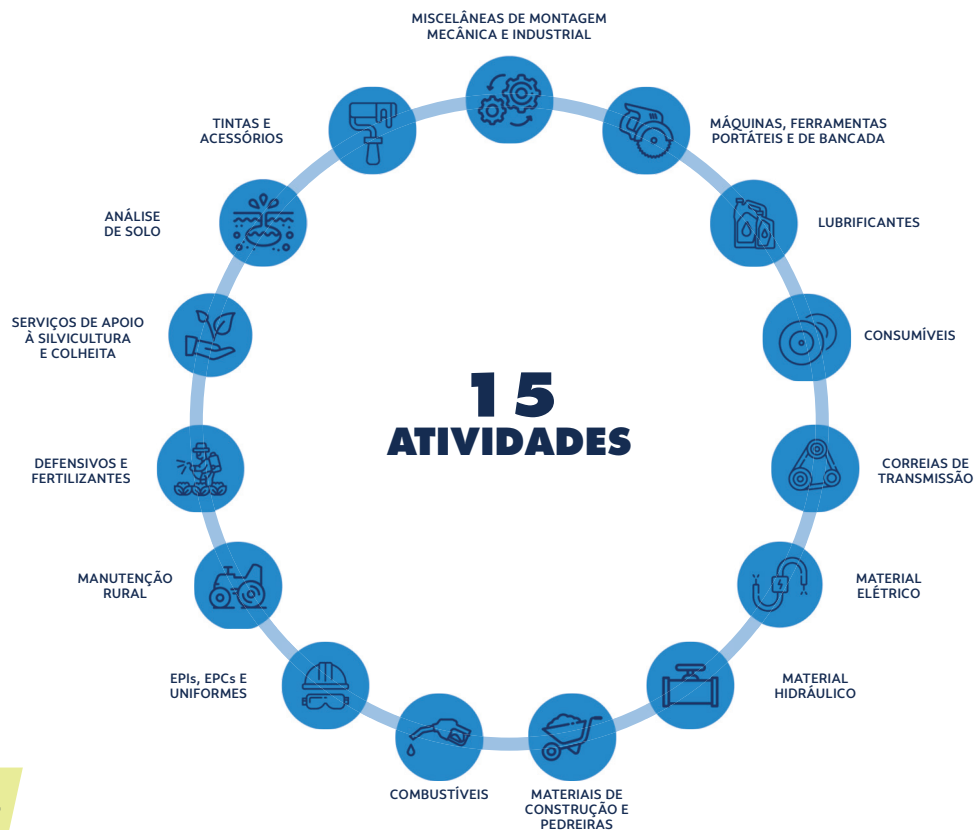 MISCELÂNEAS DE MONTAGEM
MECÂNICA E INDUSTRIAL
MÁQUINAS, FERRAMENTAS
PORTÁTEIS E DE BANCADA
LUBRIFICANTES
CONSUMÍVEIS
CORREIAS DE
TRANSMISSÃO
MATERIAL
ELÉTRICO
MATERIAL
HIDRÁULICO
MATERIAIS DE
CONSTRUÇÃO E
PEDREIRAS
COMBUSTÍVEIS
EPIs, EPCs E
UNIFORMES
MANUTENÇÃO
RURAL
DEFENSIVOS E
FERTILIZANTES
SERVIÇOS DE APOIO
À SILVICULTURA
E COLHEITA
ANÁLISE
DE SOLO
TINTAS E
ACESSÓRIOS
15
ATIVIDADES